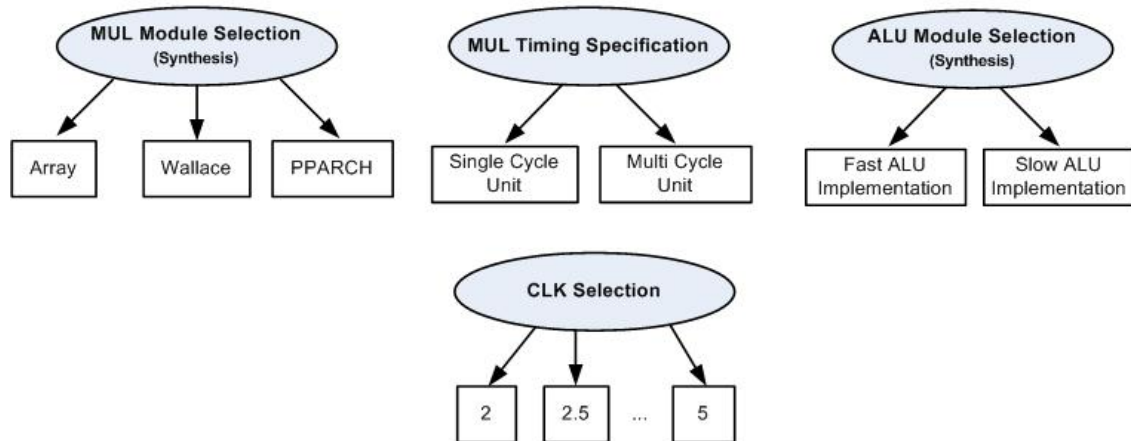 MUL Module Selection
(Synthesis)
Array
Wallace
PPARCH
MUL Timing Specification
Single Cycle
Unit
Multi Cycle
Unit
ALU Module Selection
(Synthesis)
Fast ALU
Implementation
Slow ALU
Implementation
CLK Selection
2
2.5
...
5